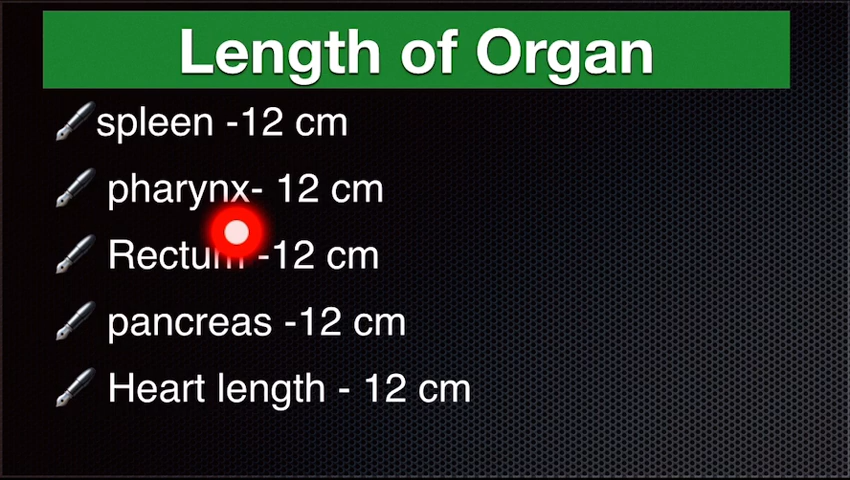 Length of Organ
spleen -12 cm
pharynx- 12 cm
Rectum -12 cm
pancreas -12 cm
Heart length - 12 cm